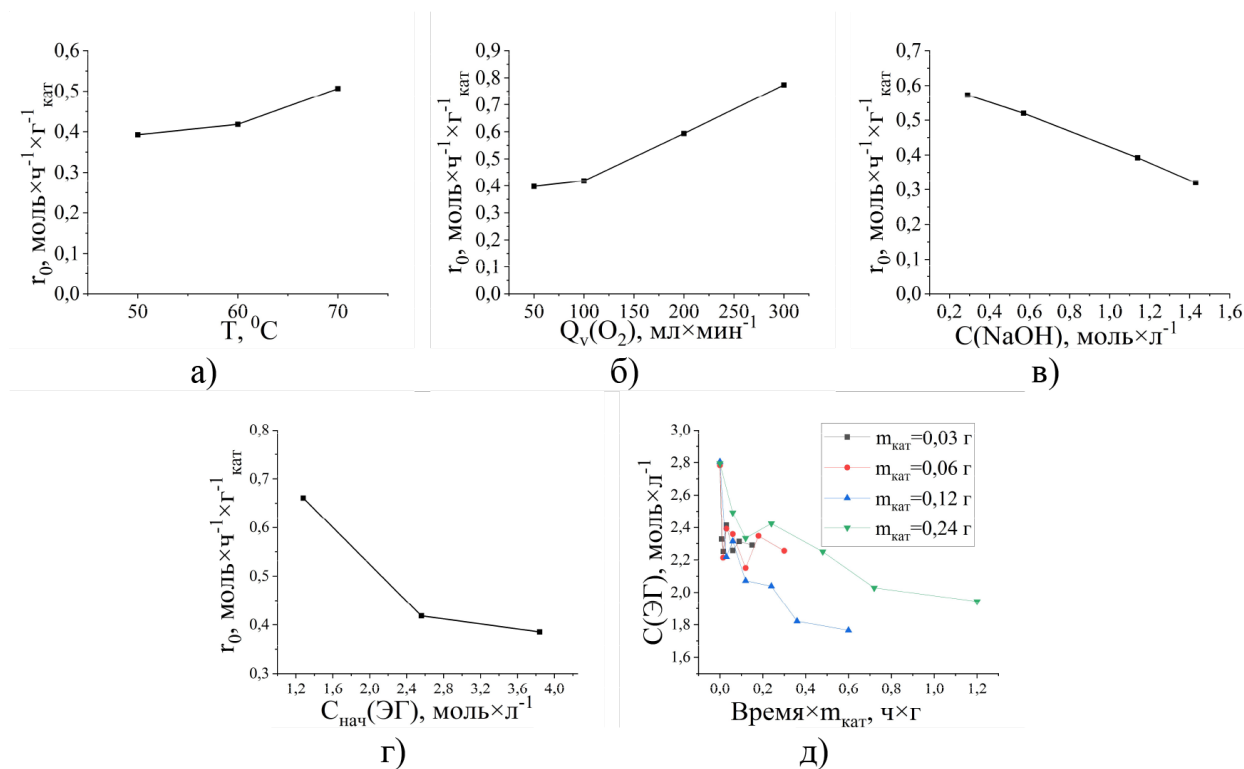 0,6
0,5
0,4
0,3
0,2
0,1
0,0
r₀, моль×ч⁻¹×г⁻¹кат
50 60 70
T, ⁰C
а)
0,9
0,8
0,7
0,6
0,5
0,4
0,3
0,2
0,1
0,0
r₀, моль×ч⁻¹×г⁻¹кат
50 100 150 200 250 300
Qᵥ(O₂), мл×мин⁻¹
б)
0,7
0,6
0,5
0,4
0,3
0,2
0,1
0,0
r₀, моль×ч⁻¹×г⁻¹кат
0,2 0,4 0,6 0,8 1,0 1,2 1,4 1,6
C(NaOH), моль×л⁻¹
в)
0,8
0,7
0,6
0,5
0,4
0,3
r₀, моль×ч⁻¹×г⁻¹кат
1,2 1,6 2,0 2,4 2,8 3,2 3,6 4,0
Cнач(ЭГ), моль×л⁻¹
г)
3,0
2,8
2,6
2,4
2,2
2,0
1,8
1,6
C(ЭГ), моль×л⁻¹
mкат=0,03 г
mкат=0,06 г
mкат=0,12 г
mкат=0,24 г
0,0 0,2 0,4 0,6 0,8 1,0 1,2
Время×mкат, ч×г
д)